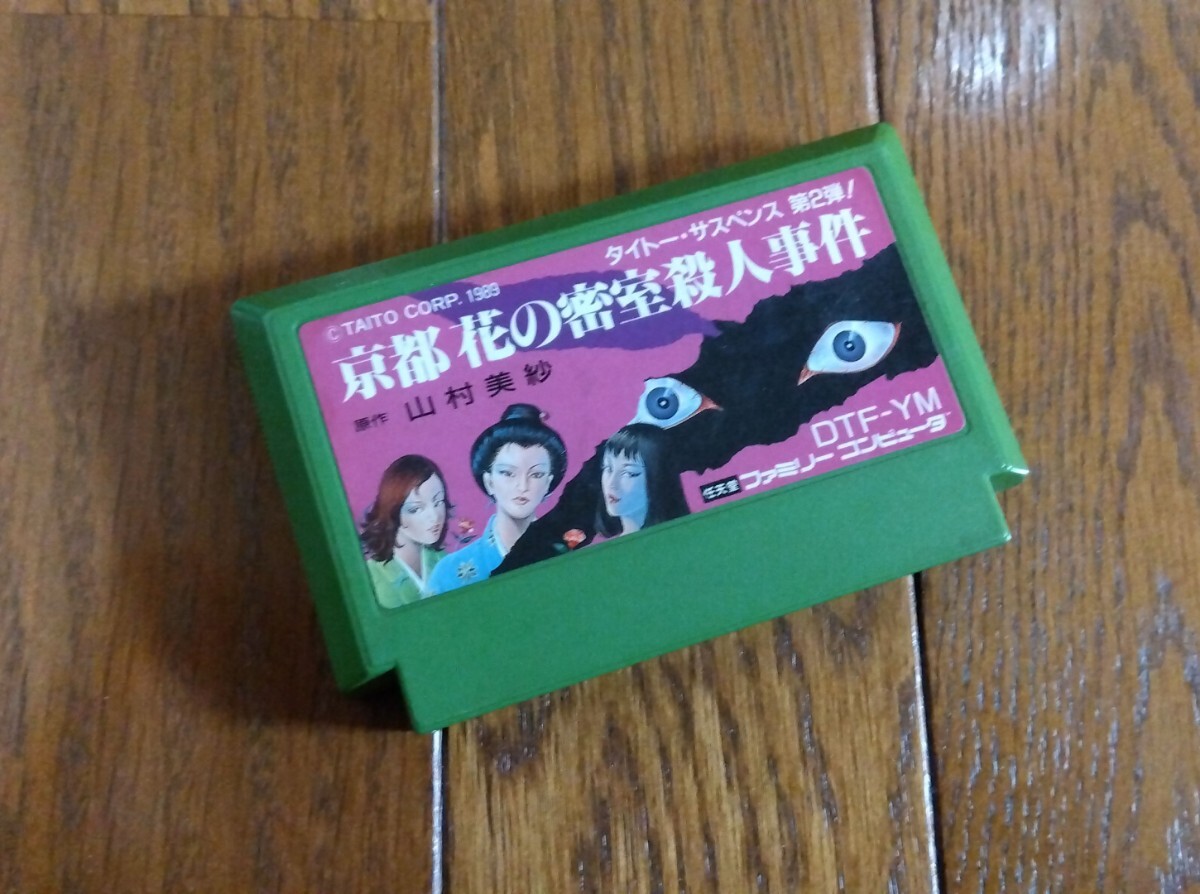 タイトー・サスペンス 第2弾!
©TAITO CORP. 1989
京都 花の密室殺人事件
原作 山村美紗
DTF-YM
任天堂 ファミリー コンピュータ